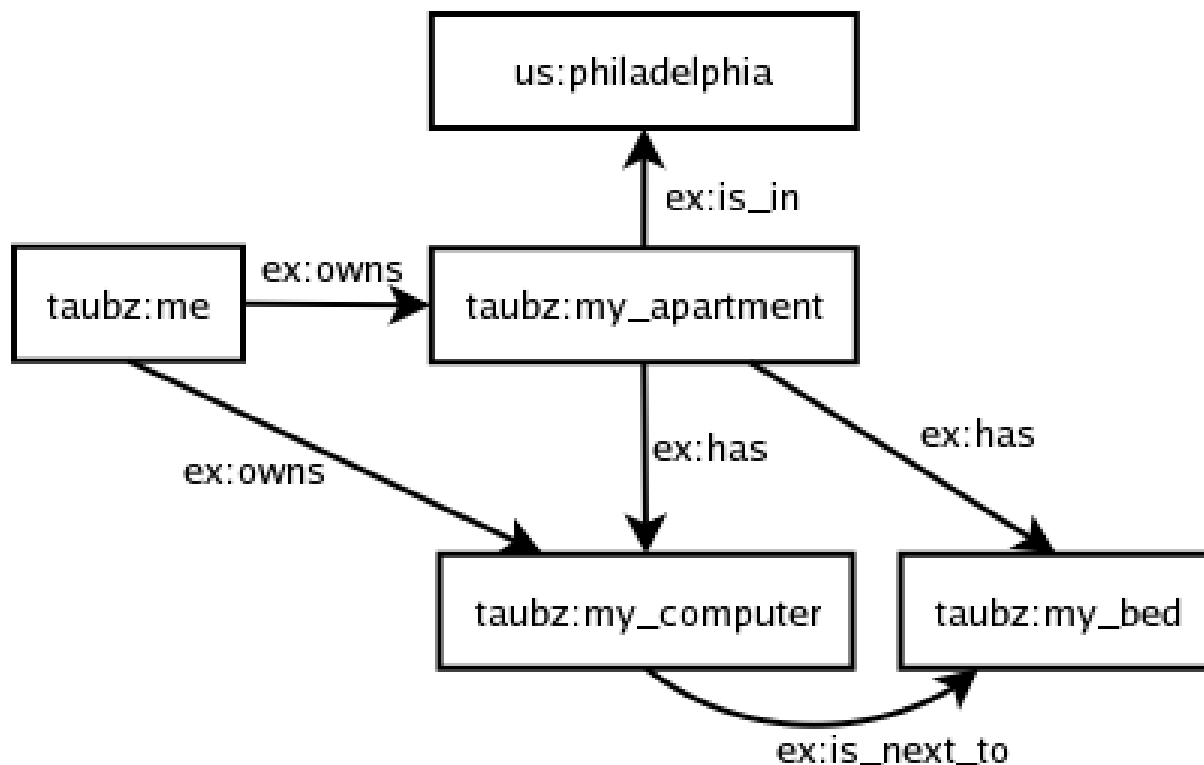 us:philadelphia
ex:is_in
ex:owns
taubz:me
taubz:my_apartment
ex:has
ex:has
ex:owns
taubz:my_computer
taubz:my_bed
ex:is_next_to